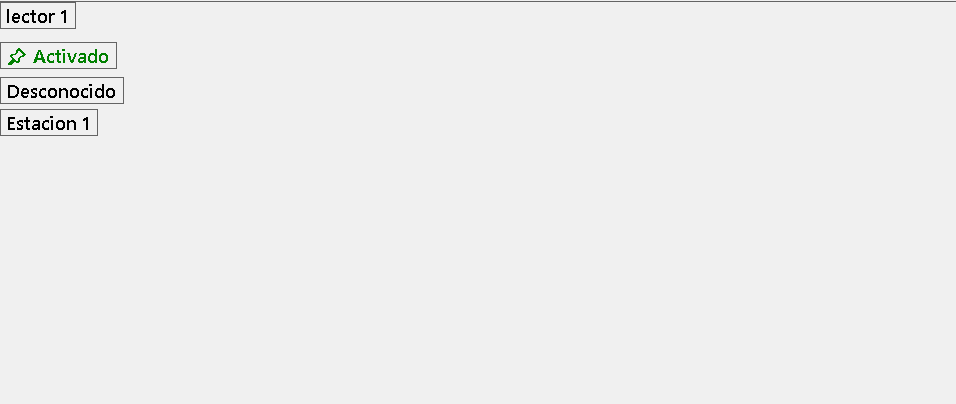 lector 1
Activado
Desconocido
Estacion 1